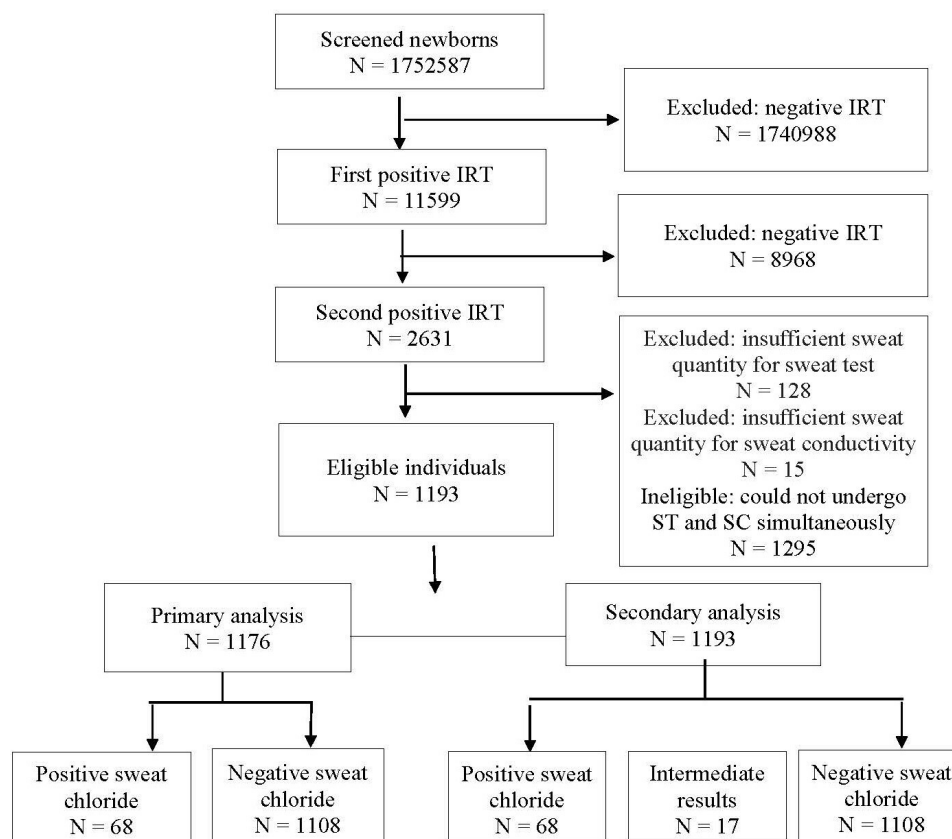 Screened newborns
N = 1752587
Excluded: negative IRT
N = 1740988
First positive IRT
N = 11599
Excluded: negative IRT
N = 8968
Second positive IRT
N = 2631
Excluded: insufficient sweat
quantity for sweat test
N = 128
Excluded: insufficient sweat
quantity for sweat conductivity
N = 15
Ineligible: could not undergo
ST and SC simultaneously
N = 1295
Eligible individuals
N = 1193
Primary analysis
N = 1176
Secondary analysis
N = 1193
Positive sweat
chloride
N = 68
Negative sweat
chloride
N = 1108
Positive sweat
chloride
N = 68
Intermediate
results
N = 17
Negative sweat
chloride
N = 1108